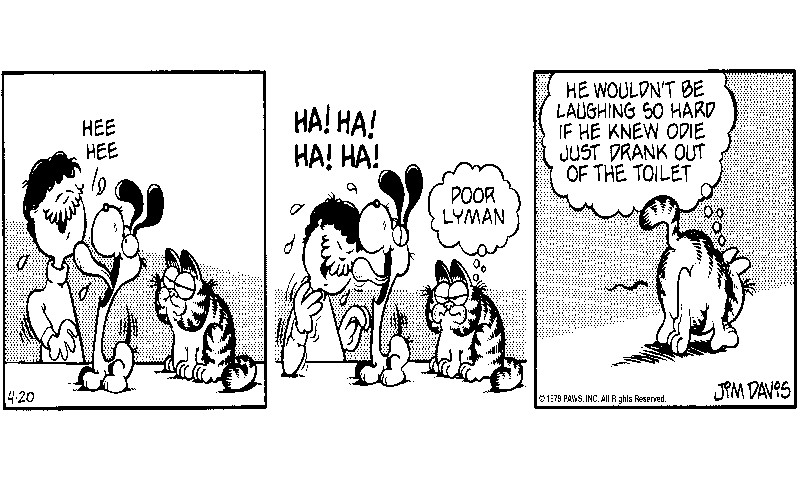 HEE
HEE
4-20
HA! HA!
HA! HA!
POOR
LYMAN
HE WOULDN'T BE
LAUGHING SO HARD
IF HE KNEW ODIE
JUST DRANK OUT
OF THE TOILET
© 1979 PAWS, INC. All Rights Reserved.
JIM DAVIS